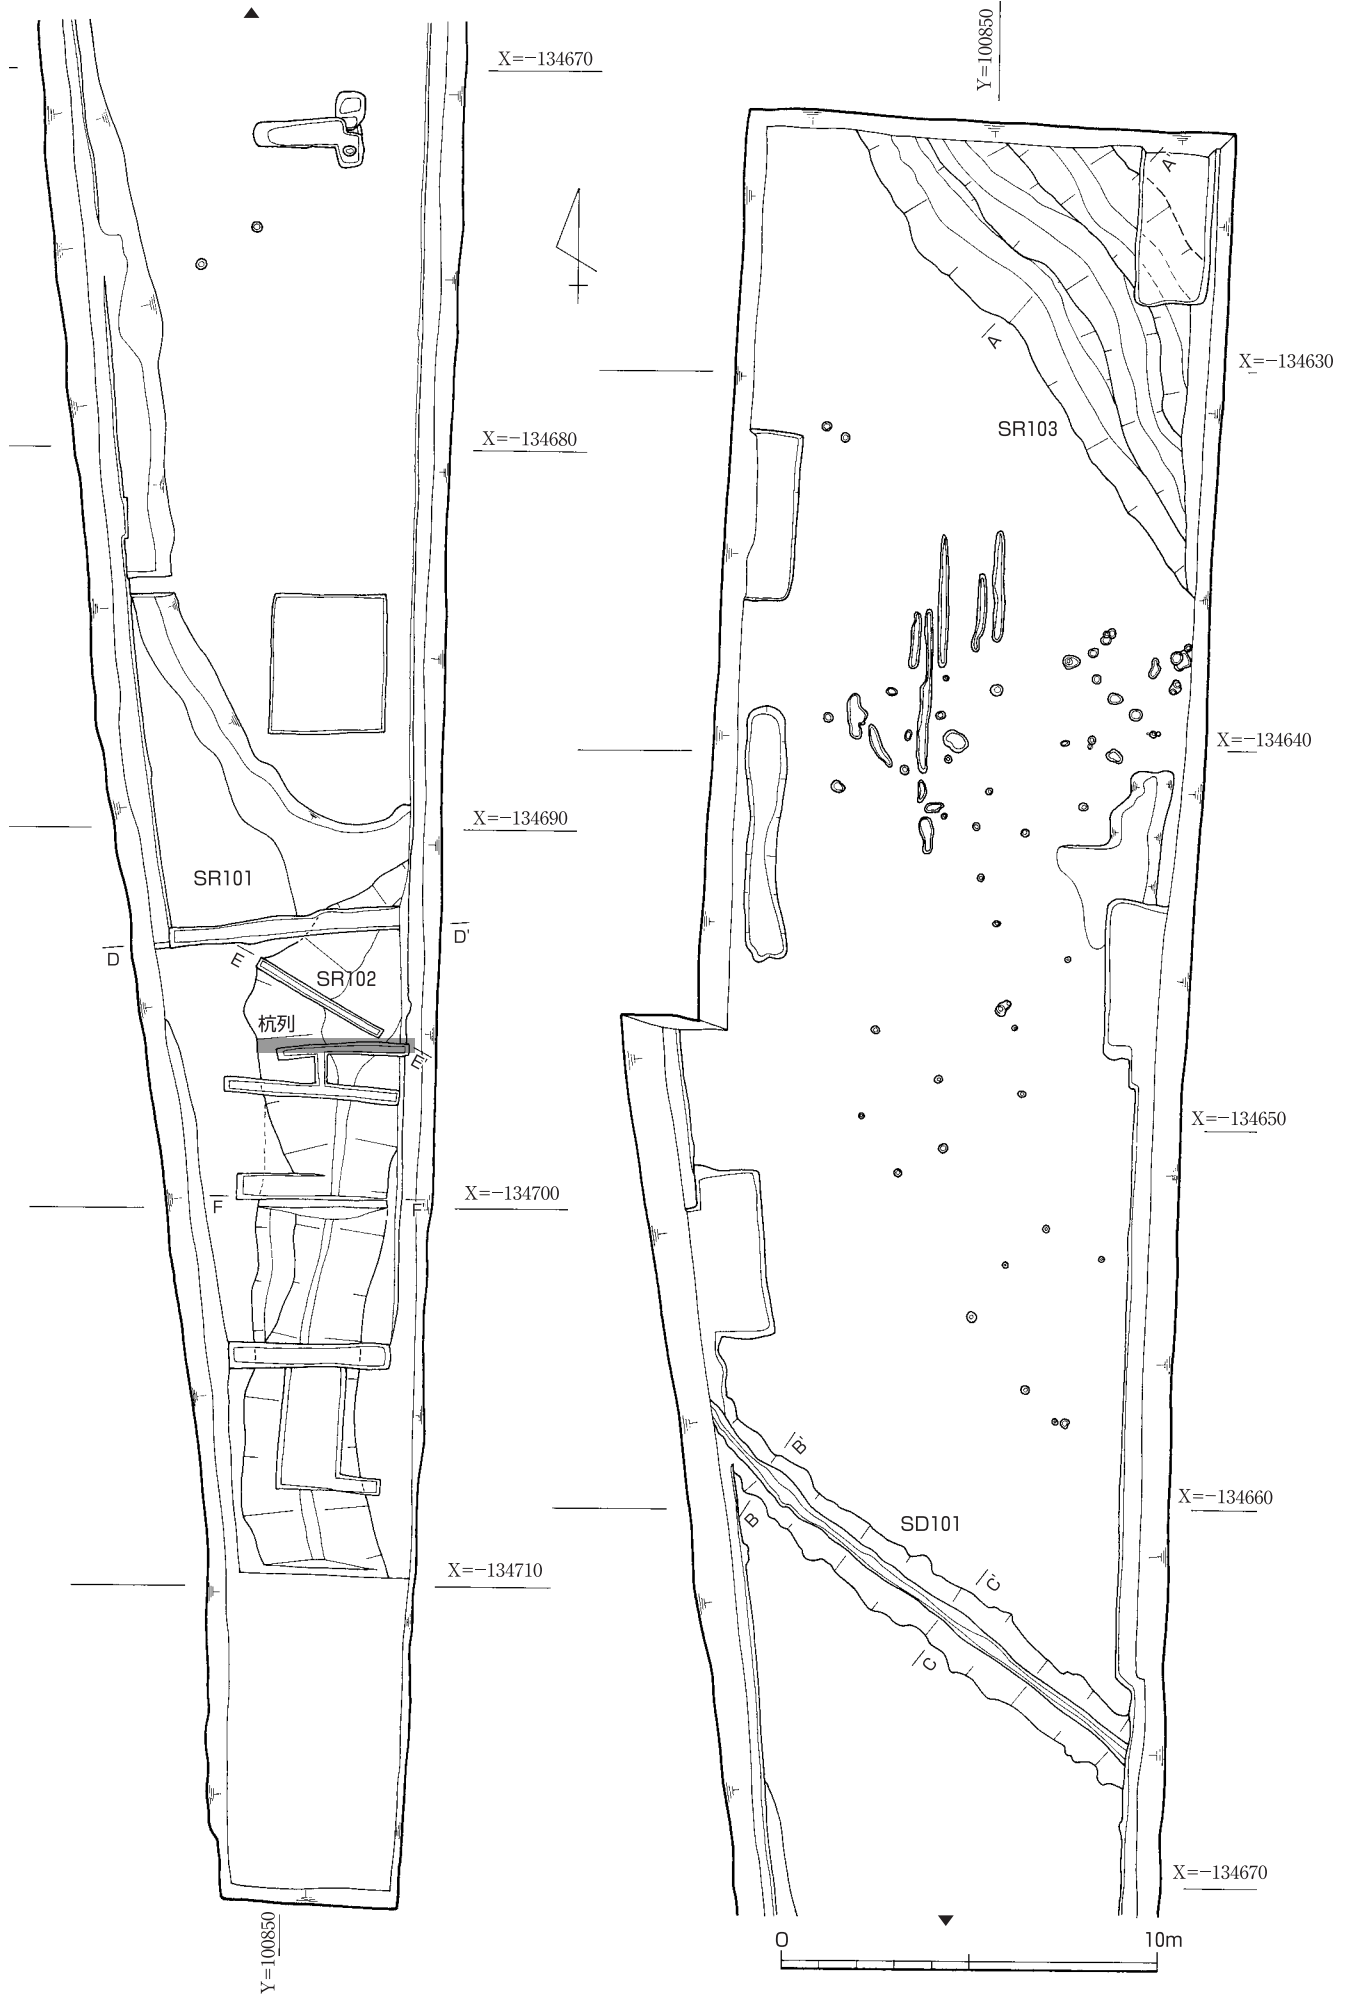 X=-134670
X=-134680
X=-134690
SR101
D
D'
E
SR102
杭列
E'
F
F'
X=-134700
X=-134710
Y=100850
Y=100850
A'
A
X=-134630
SR103
X=-134640
X=-134650
B'
B
SD101
X=-134660
C'
C
X=-134670
0
10m